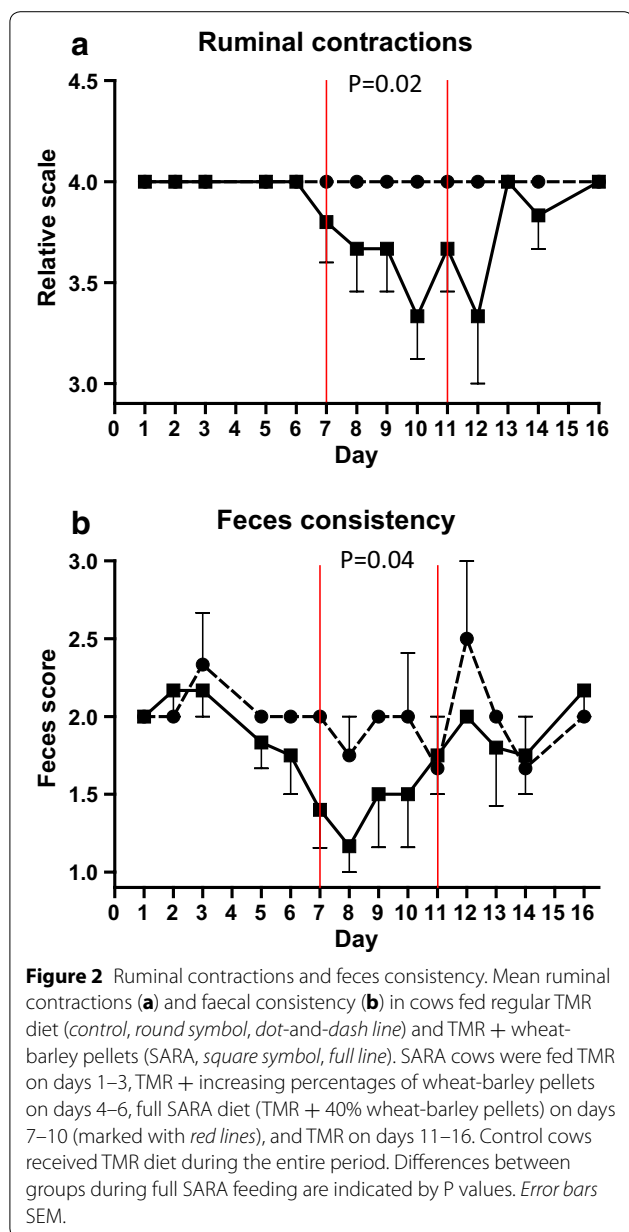 a
Ruminal contractions
P=0.02
4.5
4.0
3.5
3.0
Relative scale
0 1 2 3 4 5 6 7 8 9 10 11 12 13 14 15 16
Day
b
Feces consistency
P=0.04
3.0
2.5
2.0
1.5
1.0
Feces score
0 1 2 3 4 5 6 7 8 9 10 11 12 13 14 15 16
Day
Figure 2 Ruminal contractions and feces consistency. Mean ruminal
contractions (a) and faecal consistency (b) in cows fed regular TMR
diet (control, round symbol, dot-and-dash line) and TMR + wheat-
barley pellets (SARA, square symbol, full line). SARA cows were fed TMR
on days 1–3, TMR + increasing percentages of wheat-barley pellets
on days 4–6, full SARA diet (TMR + 40% wheat-barley pellets) on days
7–10 (marked with red lines), and TMR on days 11–16. Control cows
received TMR diet during the entire period. Differences between
groups during full SARA feeding are indicated by P values. Error bars
SEM.